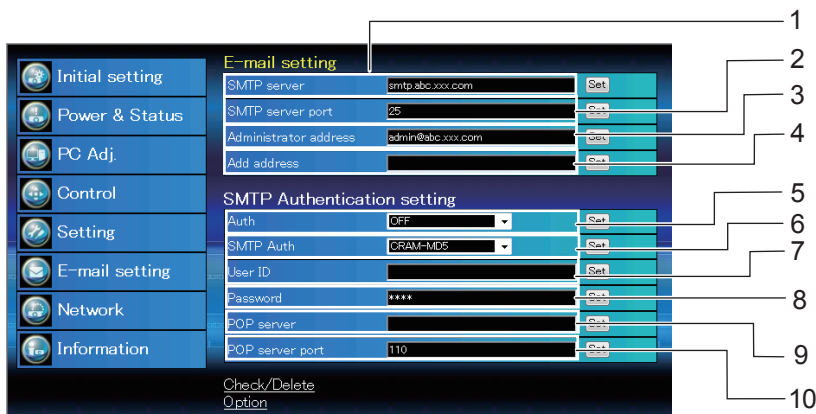 Initial setting
Power & Status
PC Adj.
Control
Setting
E-mail setting
Network
Information
E-mail setting
SMTP server smtp.abc.xxx.com Set
SMTP server port 25 Set
Administrator address admin@abc.xxx.com Set
Add address Set
SMTP Authentication setting
Auth OFF Set
SMTP Auth CRAM-MD5 Set
User ID Set
Password **** Set
POP server Set
POP server port 110 Set
Check/Delete
Option
1
2
3
4
5
6
7
8
9
10